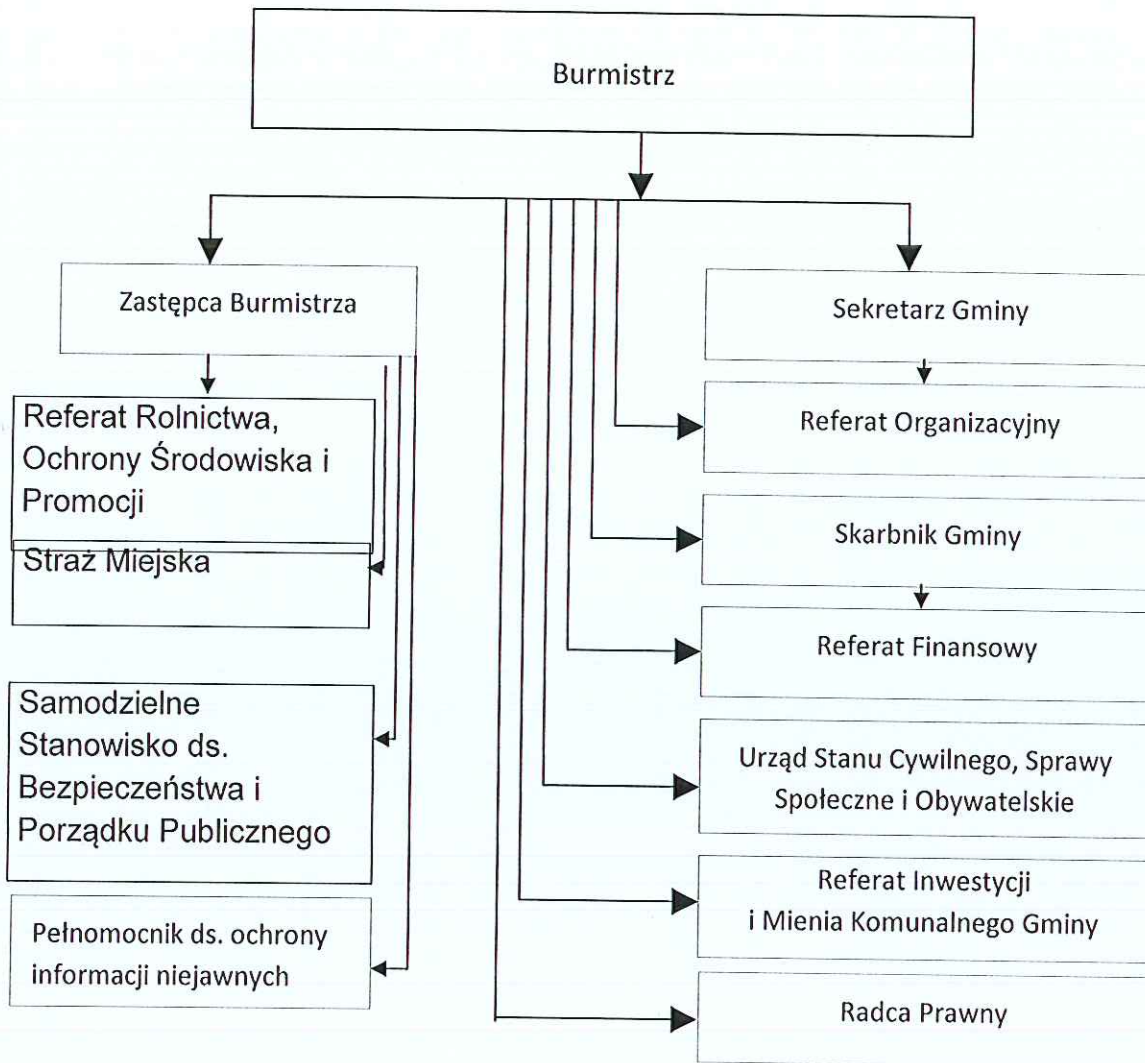 Burmistrz
Zastępca Burmistrza
Referat Rolnictwa,
Ochrony Środowiska i
Promocji
Straż Miejska
Samodzielne
Stanowisko ds.
Bezpieczeństwa i
Porządku Publicznego
Pełnomocnik ds. ochrony
informacji niejawnych
Sekretarz Gminy
Referat Organizacyjny
Skarbnik Gminy
Referat Finansowy
Urząd Stanu Cywilnego, Sprawy
Społeczne i Obywatelskie
Referat Inwestycji
i Mienia Komunalnego Gminy
Radca Prawny